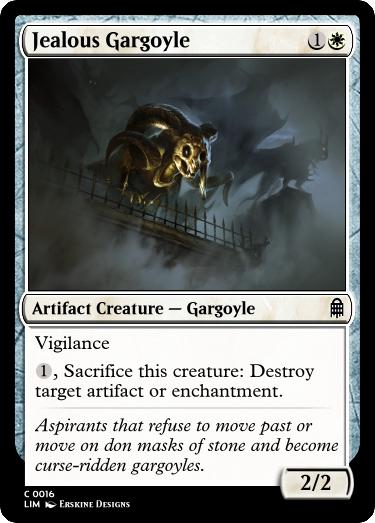 Jealous Gargoyle 1
Artifact Creature — Gargoyle
Vigilance
1, Sacrifice this creature: Destroy
target artifact or enchantment.
Aspirants that refuse to move past or
move on don masks of stone and become
curse-ridden gargoyles.
2/2
C 0016
LIM Erskine Designs